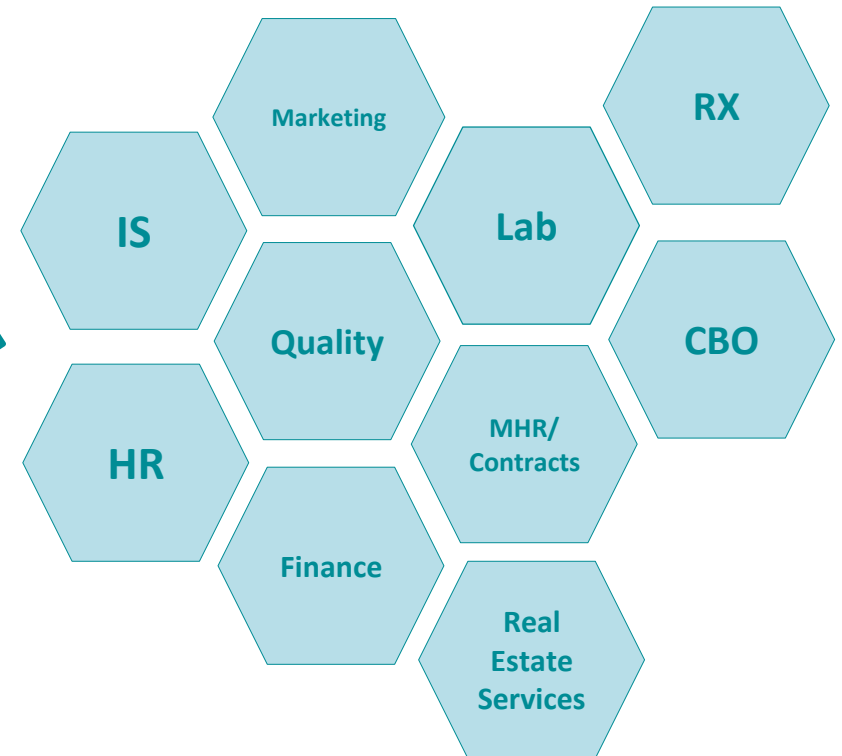 RX
Marketing
Lab
IS
Quality
CBO
MHR/
Contracts
HR
Finance
Real
Estate
Services